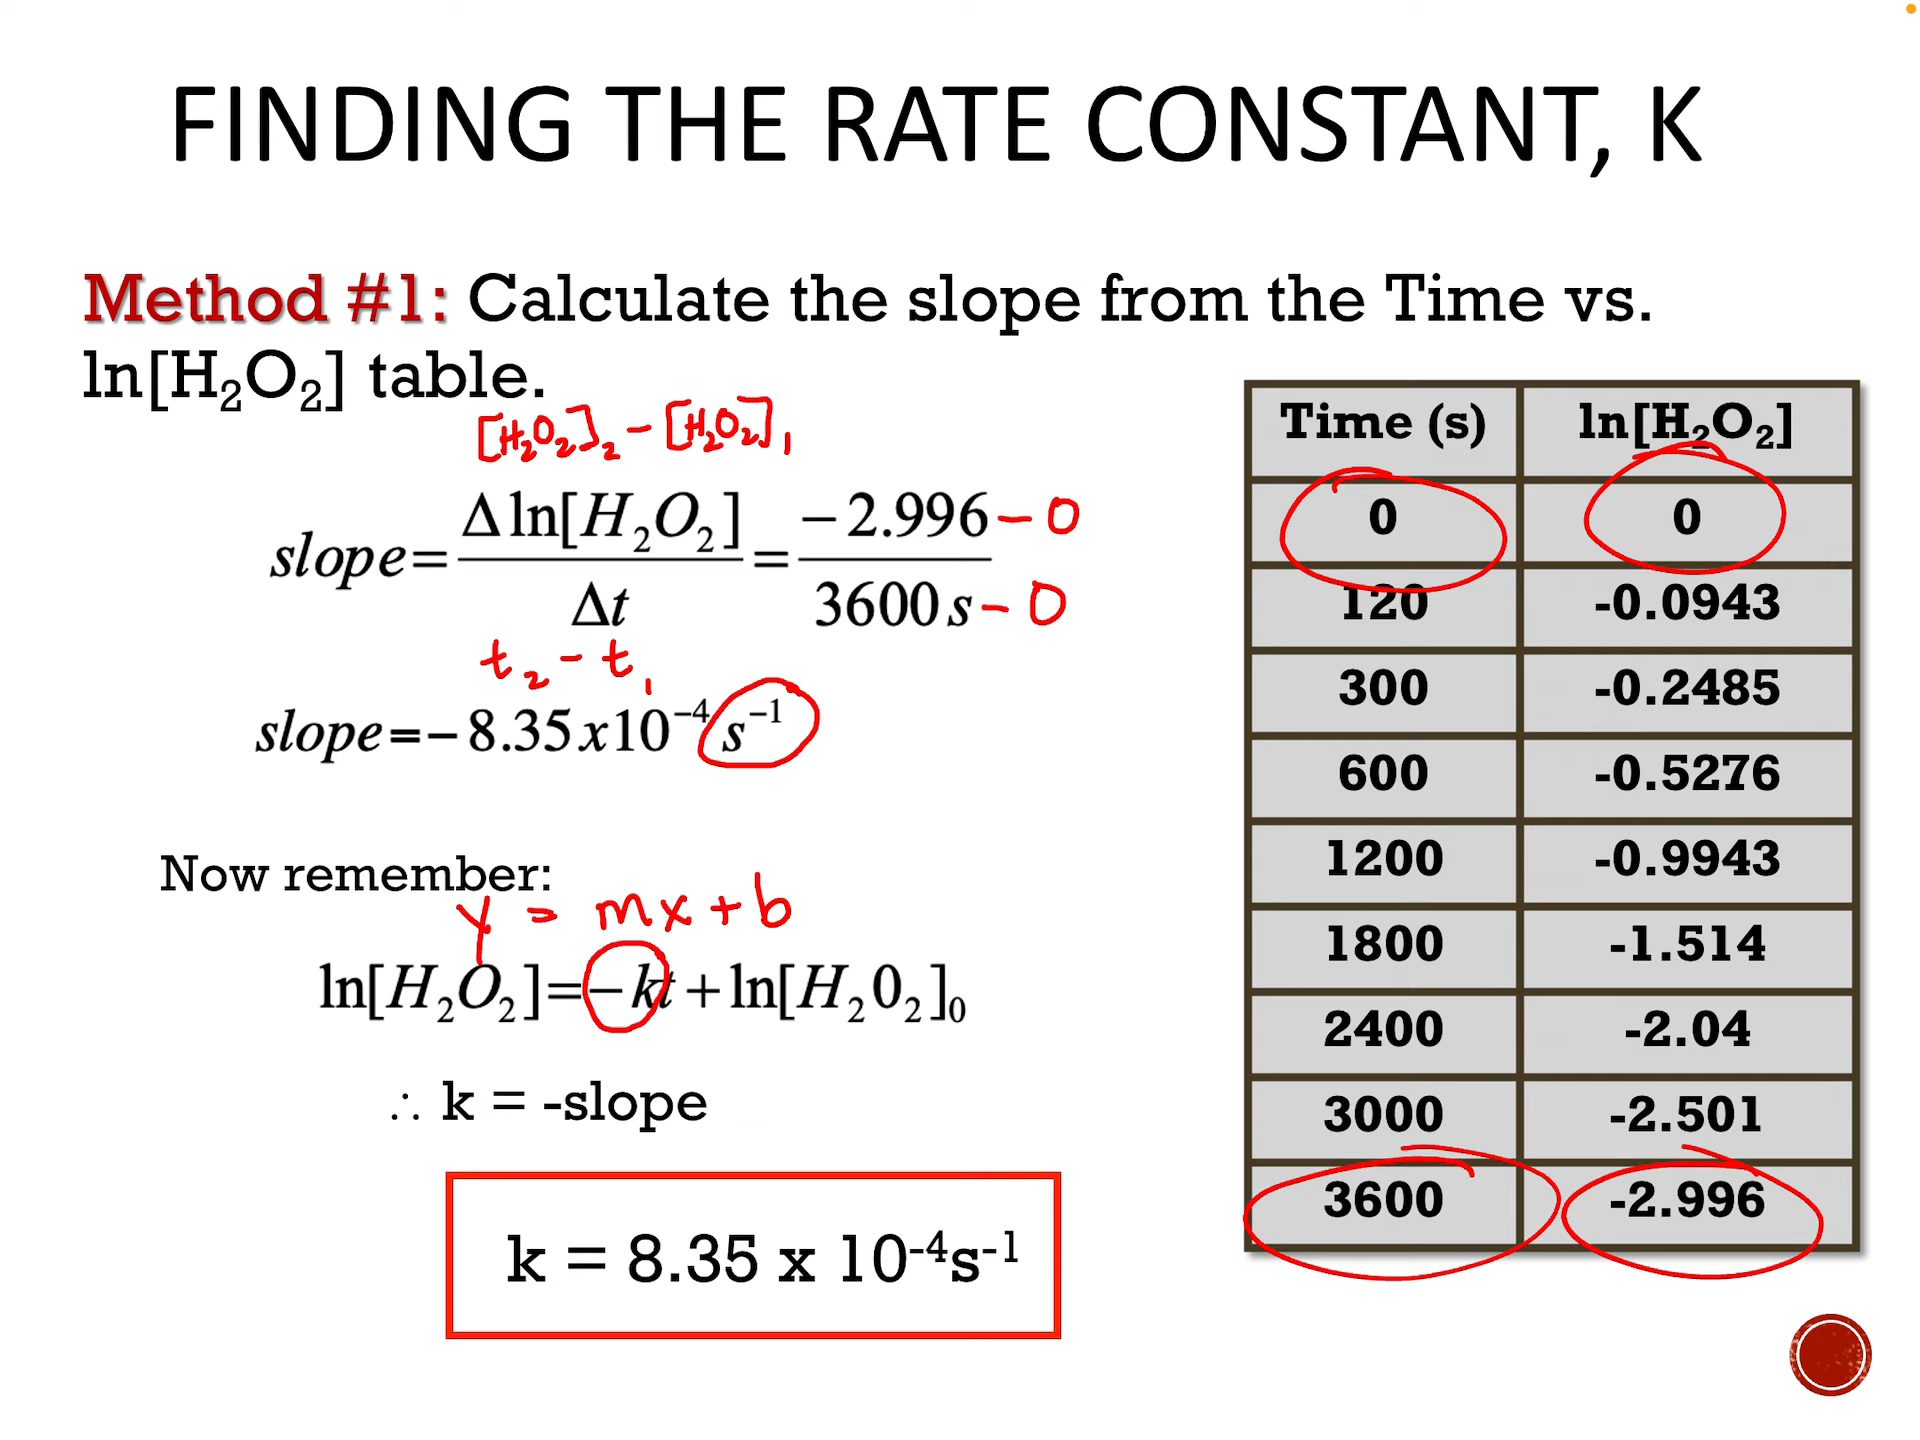 FINDING THE RATE CONSTANT, K
Method #1: Calculate the slope from the Time vs.
ln[H₂O₂] table.
[H₂O₂]₂ - [H₂O₂]₁
slope = Δ ln[H₂O₂] / Δt = −2.996 − 0 / 3600 s − 0
t₂ - t₁
slope = −8.35x10⁻⁴ s⁻¹
Now remember:
y = mx + b
ln[H₂O₂] = −kt + ln[H₂0₂]₀
∴ k = -slope
k = 8.35 x 10⁻⁴s⁻¹
Time (s) ln[H₂O₂]
0 0
120 -0.0943
300 -0.2485
600 -0.5276
1200 -0.9943
1800 -1.514
2400 -2.04
3000 -2.501
3600 -2.996